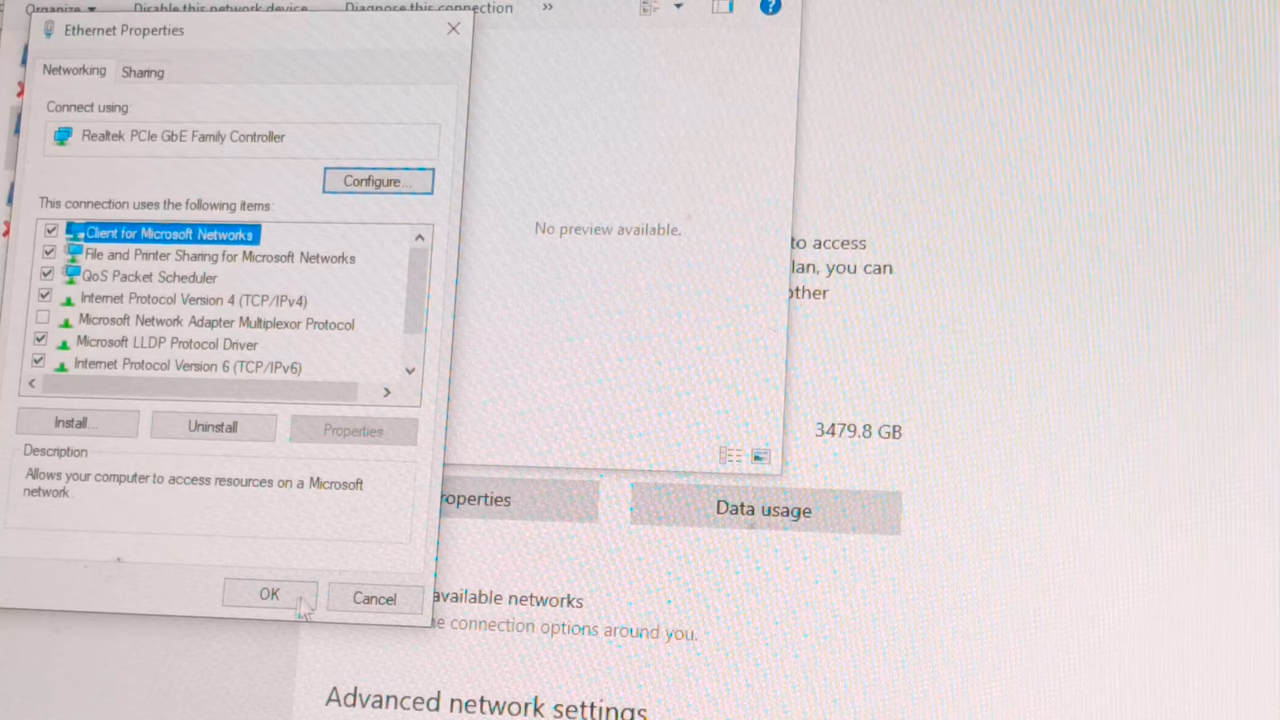 Organize Disable this network device Diagnose this connection »
?
Ethernet Properties
Networking Sharing
Connect using:
Realtek PCIe GbE Family Controller
Configure...
This connection uses the following items:
Client for Microsoft Networks
File and Printer Sharing for Microsoft Networks
QoS Packet Scheduler
Internet Protocol Version 4 (TCP/IPv4)
Microsoft Network Adapter Multiplexor Protocol
Microsoft LLDP Protocol Driver
Internet Protocol Version 6 (TCP/IPv6)
Install... Uninstall Properties
Description
Allows your computer to access resources on a Microsoft
network.
OK Cancel
No preview available.
to access
lan, you can
other
3479.8 GB
roperties Data usage
available networks
e connection options around you.
Advanced network settings